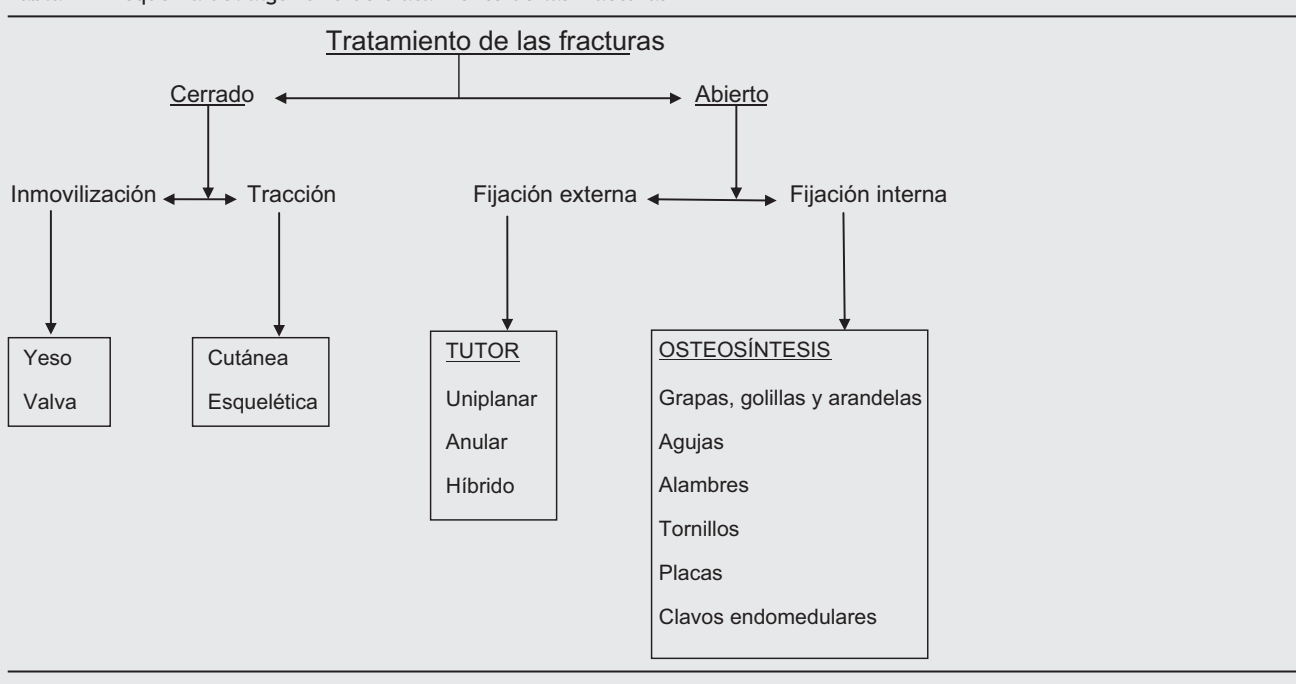 Tratamiento de las fracturas
Cerrado
Abierto
Inmovilización
Tracción
Fijación externa
Fijación interna
Yeso
Valva
Cutánea
Esquelética
TUTOR
Uniplanar
Anular
Híbrido
OSTEOSÍNTESIS
Grapas, golillas y arandelas
Agujas
Alambres
Tornillos
Placas
Clavos endomedulares